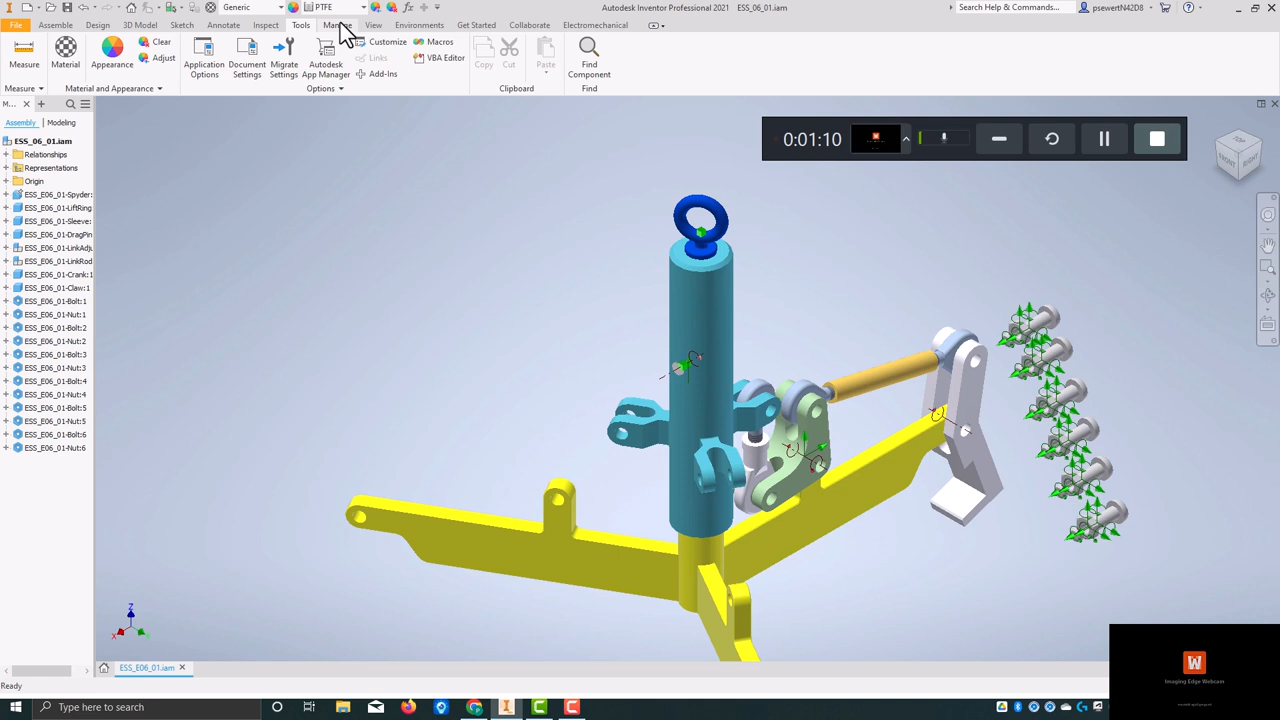 Generic
PTFE
Autodesk Inventor Professional 2021 ESS_06_01.iam
Search Help & Commands...
psewertN42D8
File Assemble Design 3D Model Sketch Annotate Inspect Tools View Environments Get Started Collaborate Electromechanical
Measure
Material
Appearance
Clear
Adjust
Application Options
Document Settings
Migrate Settings
Autodesk App Manager
Customize
Links
Add-Ins
Macros
VBA Editor
Copy
Cut
Paste
Find Component
Measure
Material and Appearance
Options
Clipboard
Find
M...
Assembly Modeling
ESS_06_01.iam
Relationships
Representations
Origin
ESS_E06_01-Spyder:
ESS_E06_01-LiftRing
ESS_E06_01-Sleeve:
ESS_E06_01-DragPin
ESS_E06_01-LinkAdju
ESS_E06_01-LinkRod
ESS_E06_01-Crank:1
ESS_E06_01-Claw:1
ESS_E06_01-Bolt:1
ESS_E06_01-Nut:1
ESS_E06_01-Bolt:2
ESS_E06_01-Nut:2
ESS_E06_01-Bolt:3
ESS_E06_01-Nut:3
ESS_E06_01-Bolt:4
ESS_E06_01-Nut:4
ESS_E06_01-Bolt:5
ESS_E06_01-Nut:5
ESS_E06_01-Bolt:6
ESS_E06_01-Nut:6
0:01:10
TOP
FRONT
RIGHT
Z
X
ESS_E06_01.iam
Ready
W
Imaging Edge Webcam
Type here to search